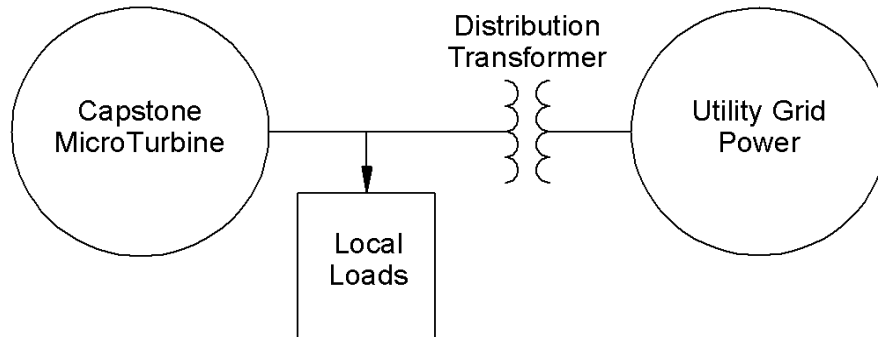 Distribution
Transformer
Capstone
MicroTurbine
Utility Grid
Power
Local
Loads